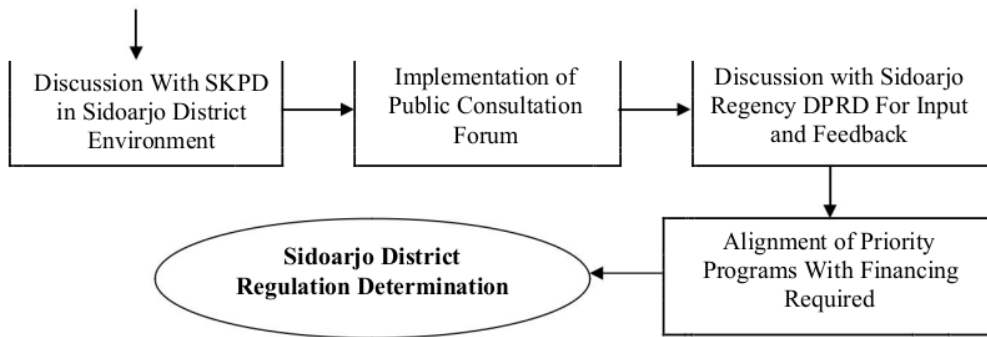 Discussion With SKPD
in Sidoarjo District
Environment
Implementation of
Public Consultation
Forum
Discussion with Sidoarjo
Regency DPRD For Input
and Feedback
Alignment of Priority
Programs With Financing
Required
Sidoarjo District
Regulation Determination